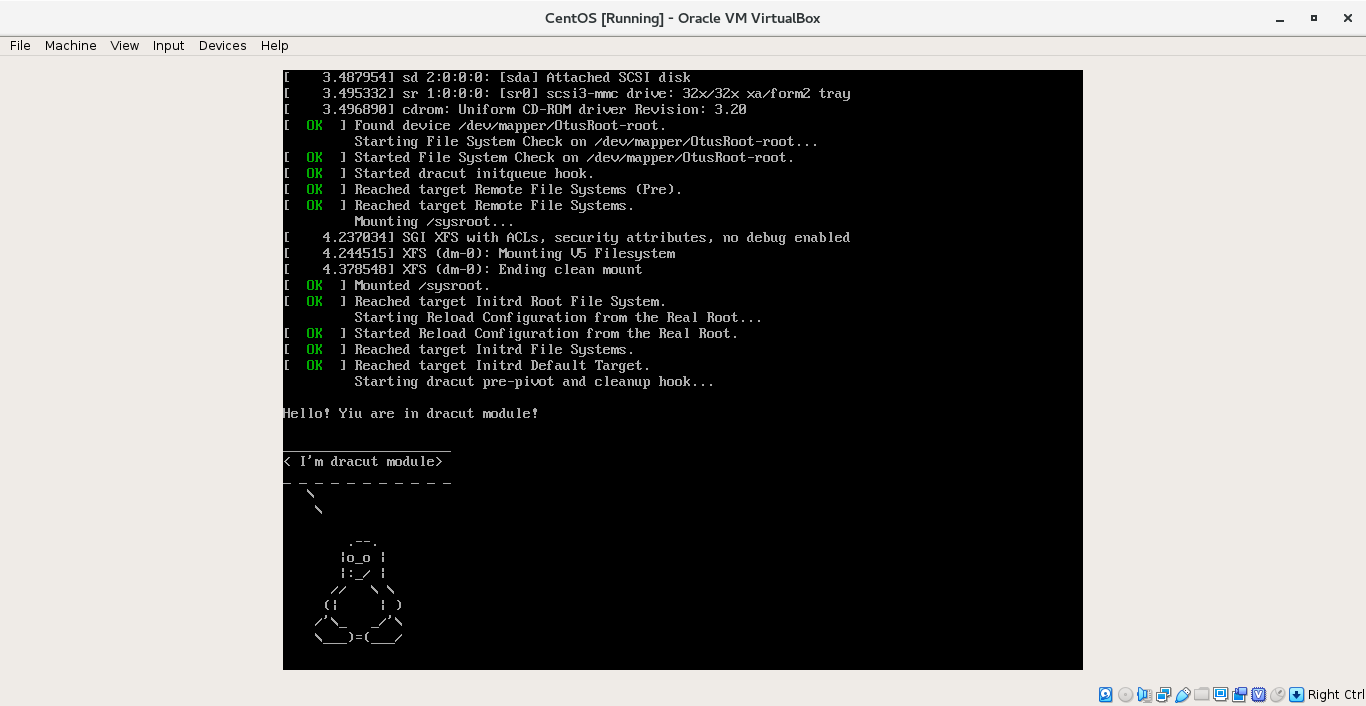 CentOS [Running] - Oracle VM VirtualBox
File Machine View Input Devices Help
[    3.487954] sd 2:0:0:0: [sda] Attached SCSI disk
[    3.495332] sr 1:0:0:0: [sr0] scsi3-mmc drive: 32x/32x xa/form2 tray
[    3.496890] cdrom: Uniform CD-ROM driver Revision: 3.20
[  OK  ] Found device /dev/mapper/OtusRoot-root.
         Starting File System Check on /dev/mapper/OtusRoot-root...
[  OK  ] Started File System Check on /dev/mapper/OtusRoot-root.
[  OK  ] Started dracut initqueue hook.
[  OK  ] Reached target Remote File Systems (Pre).
[  OK  ] Reached target Remote File Systems.
         Mounting /sysroot...
[    4.237034] SGI XFS with ACLs, security attributes, no debug enabled
[    4.244515] XFS (dm-0): Mounting V5 Filesystem
[    4.378548] XFS (dm-0): Ending clean mount
[  OK  ] Mounted /sysroot.
[  OK  ] Reached target Initrd Root File System.
         Starting Reload Configuration from the Real Root...
[  OK  ] Started Reload Configuration from the Real Root.
[  OK  ] Reached target Initrd File Systems.
[  OK  ] Reached target Initrd Default Target.
         Starting dracut pre-pivot and cleanup hook...
Hello! Yiu are in dracut module!
_____________________
< I'm dracut module>
_ _ _ _ _ _ _ _ _ _ _
   \
    \
        .--.
       |o_o |
       |:_/ |
      //   \ \
     (|     | )
    /'\_   _/'\
    \___)=(___/
Right Ctrl